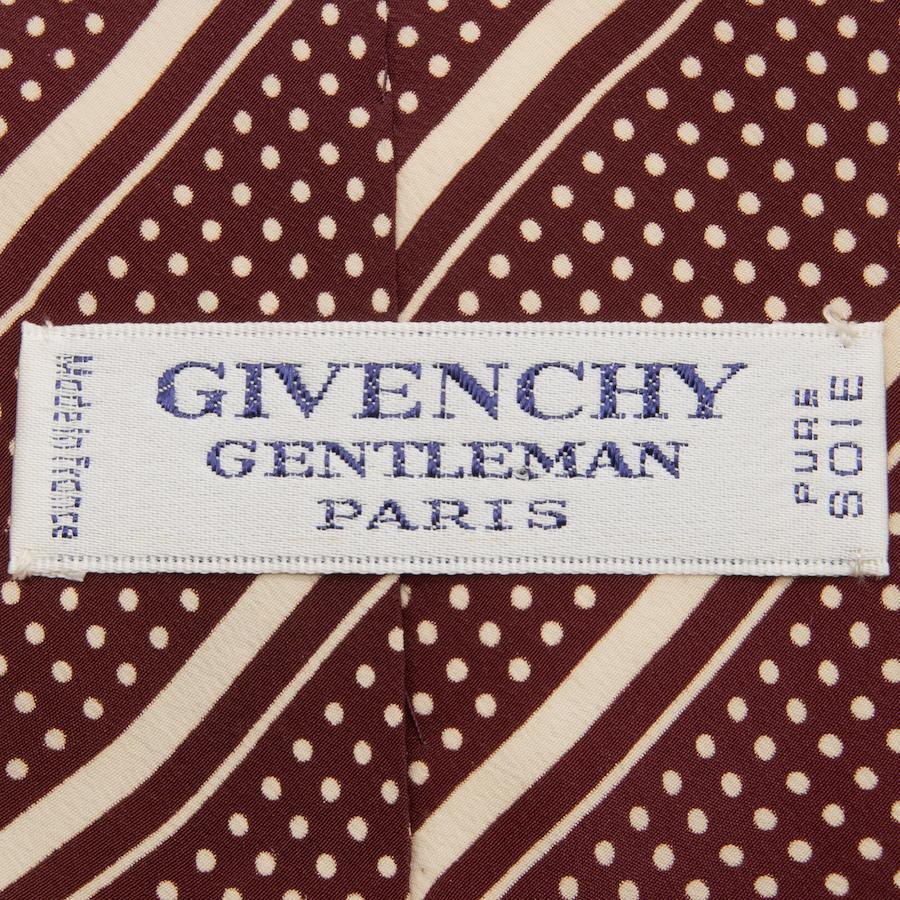 GIVENCHY
GENTLEMAN
PARIS
Made in France
PURE
SOIE